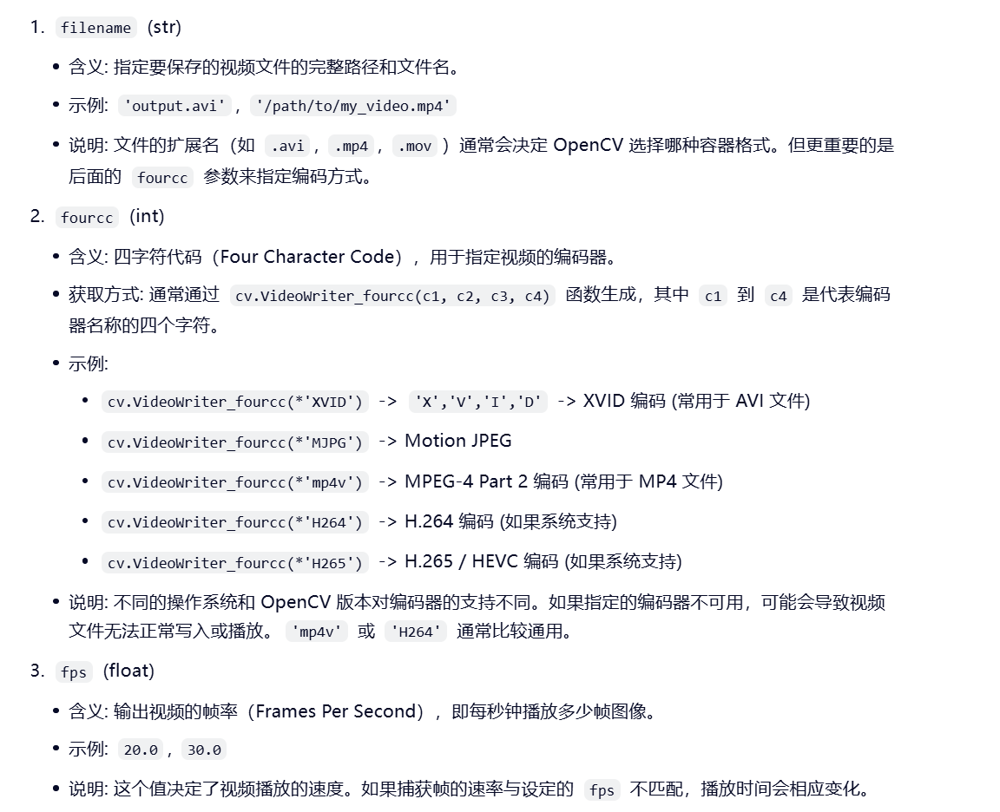 1. filename (str)
• 含义: 指定要保存的视频文件的完整路径和文件名。
• 示例: 'output.avi' , '/path/to/my_video.mp4'
• 说明: 文件的扩展名（如 .avi , .mp4 , .mov ）通常会决定 OpenCV 选择哪种容器格式。但更重要的是
后面的 fourcc 参数来指定编码方式。
2. fourcc (int)
• 含义: 四字符代码（Four Character Code），用于指定视频的编码器。
• 获取方式: 通常通过 cv.VideoWriter_fourcc(c1, c2, c3, c4) 函数生成，其中 c1 到 c4 是代表编码
器名称的四个字符。
• 示例:
• cv.VideoWriter_fourcc(*'XVID') -> 'X','V','I','D' -> XVID 编码 (常用于 AVI 文件)
• cv.VideoWriter_fourcc(*'MJPG') -> Motion JPEG
• cv.VideoWriter_fourcc(*'mp4v') -> MPEG-4 Part 2 编码 (常用于 MP4 文件)
• cv.VideoWriter_fourcc(*'H264') -> H.264 编码 (如果系统支持)
• cv.VideoWriter_fourcc(*'H265') -> H.265 / HEVC 编码 (如果系统支持)
• 说明: 不同的操作系统和 OpenCV 版本对编码器的支持不同。如果指定的编码器不可用，可能会导致视频
文件无法正常写入或播放。 'mp4v' 或 'H264' 通常比较通用。
3. fps (float)
• 含义: 输出视频的帧率（Frames Per Second），即每秒钟播放多少帧图像。
• 示例: 20.0 , 30.0
• 说明: 这个值决定了视频播放的速度。如果捕获帧的速率与设定的 fps 不匹配，播放时间会相应变化。